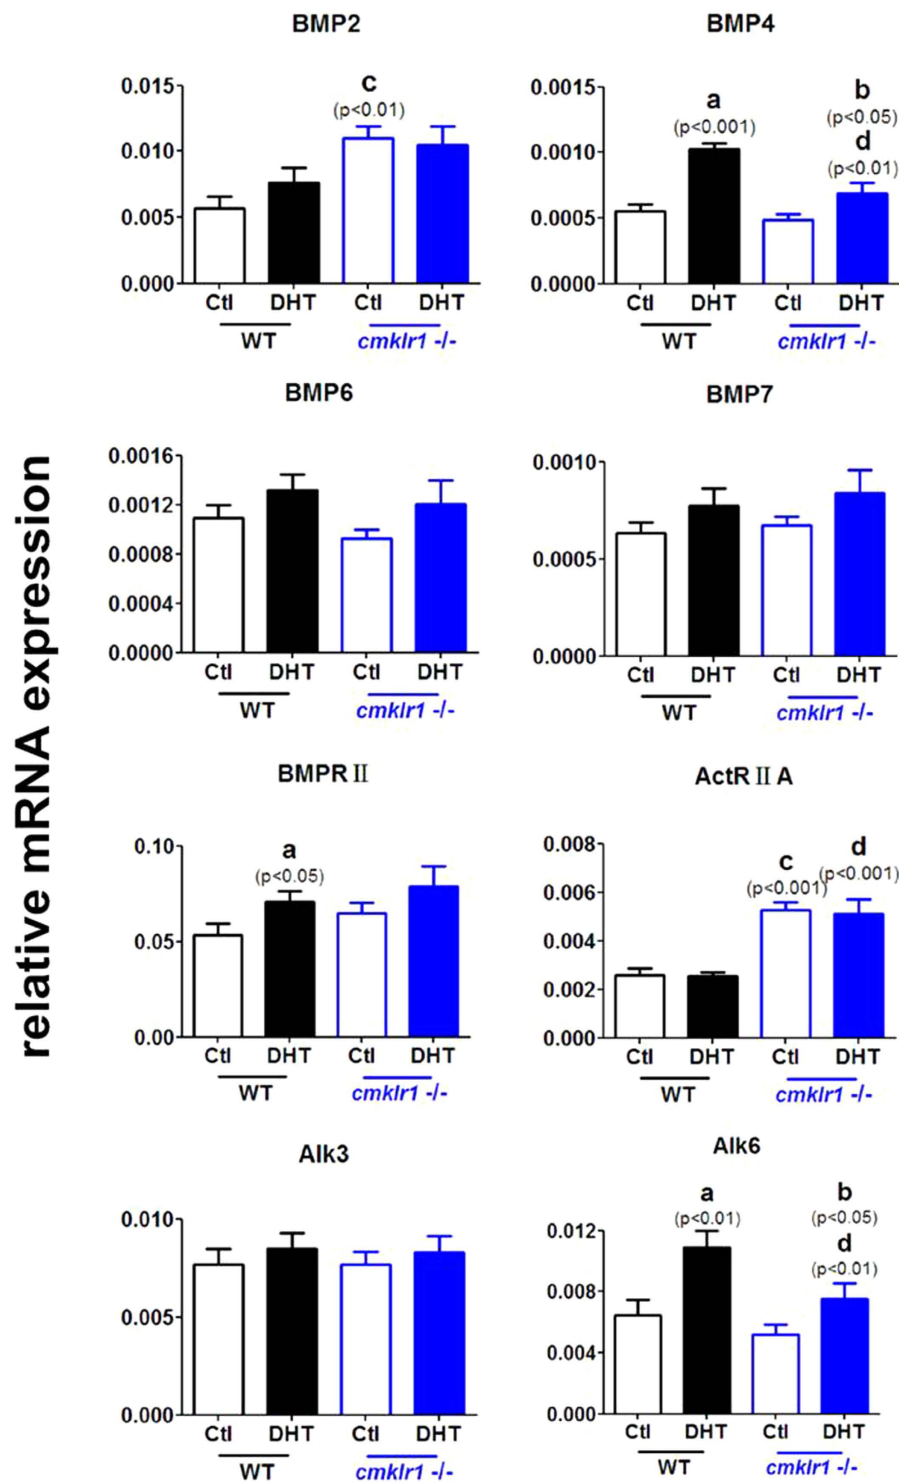 relative mRNA expression
BMP2
0.015
0.010
0.005
0.000
c
(p<0.01)
Ctl DHT Ctl DHT
WT cmklr1 -/-
BMP4
0.0015
0.0010
0.0005
0.0000
a
(p<0.001)
b
(p<0.05)
d
(p<0.01)
Ctl DHT Ctl DHT
WT cmklr1 -/-
BMP6
0.0016
0.0012
0.0008
0.0004
0.0000
Ctl DHT Ctl DHT
WT cmklr1 -/-
BMP7
0.0010
0.0005
0.0000
Ctl DHT Ctl DHT
WT cmklr1 -/-
BMPR Ⅱ
0.10
0.05
0.00
a
(p<0.05)
Ctl DHT Ctl DHT
WT cmklr1 -/-
ActR Ⅱ A
0.008
0.006
0.004
0.002
0.000
c
(p<0.001)
d
(p<0.001)
Ctl DHT Ctl DHT
WT cmklr1 -/-
Alk3
0.010
0.005
0.000
Ctl DHT Ctl DHT
WT cmklr1 -/-
Alk6
0.012
0.008
0.004
0.000
a
(p<0.01)
b
(p<0.05)
d
(p<0.01)
Ctl DHT Ctl DHT
WT cmklr1 -/-